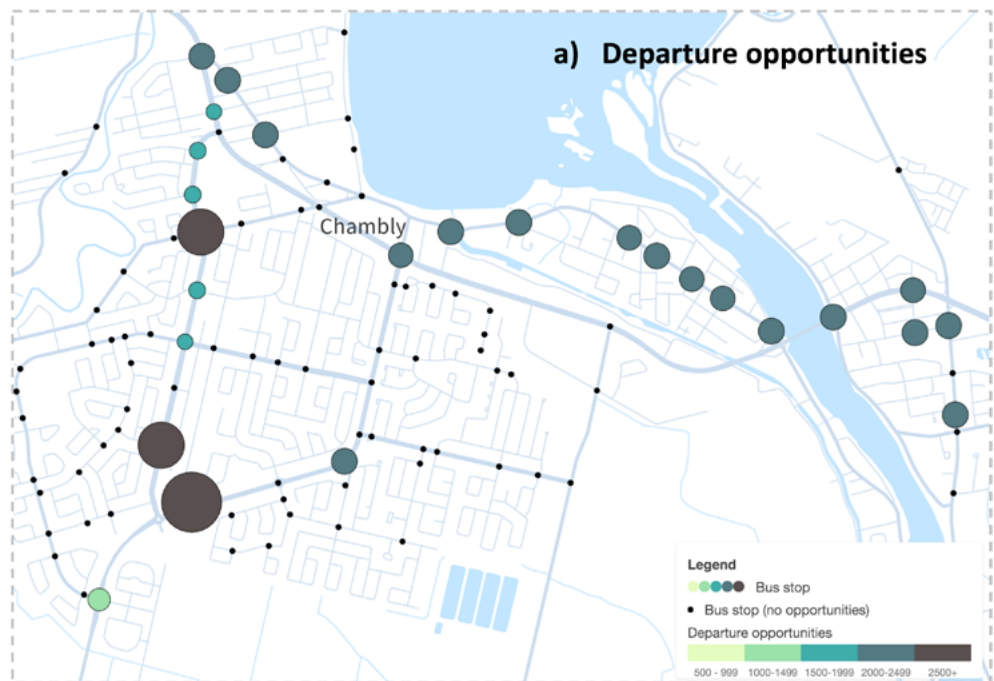 a) Departure opportunities
Chambly
Legend
Bus stop
Bus stop (no opportunities)
Departure opportunities
500 - 999 1000-1499 1500-1999 2000-2499 2500+